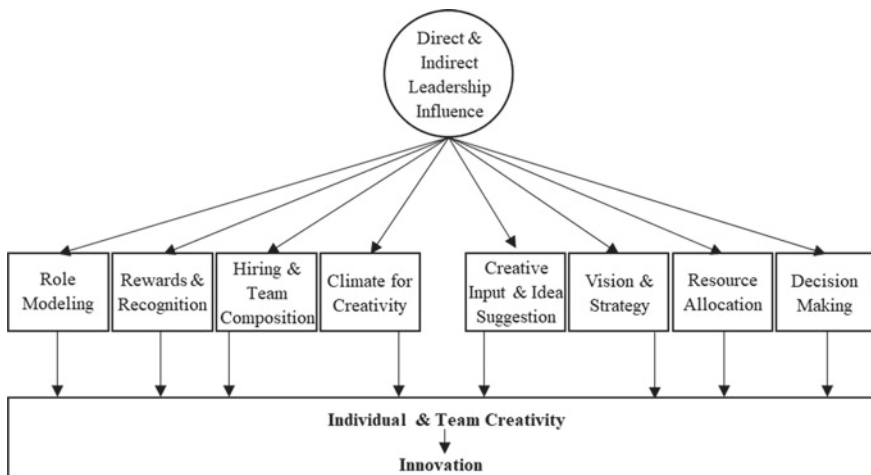 Direct &
Indirect
Leadership
Influence
Role
Modeling
Rewards &
Recognition
Hiring &
Team
Composition
Climate for
Creativity
Creative
Input & Idea
Suggestion
Vision &
Strategy
Resource
Allocation
Decision
Making
Individual & Team Creativity
Innovation